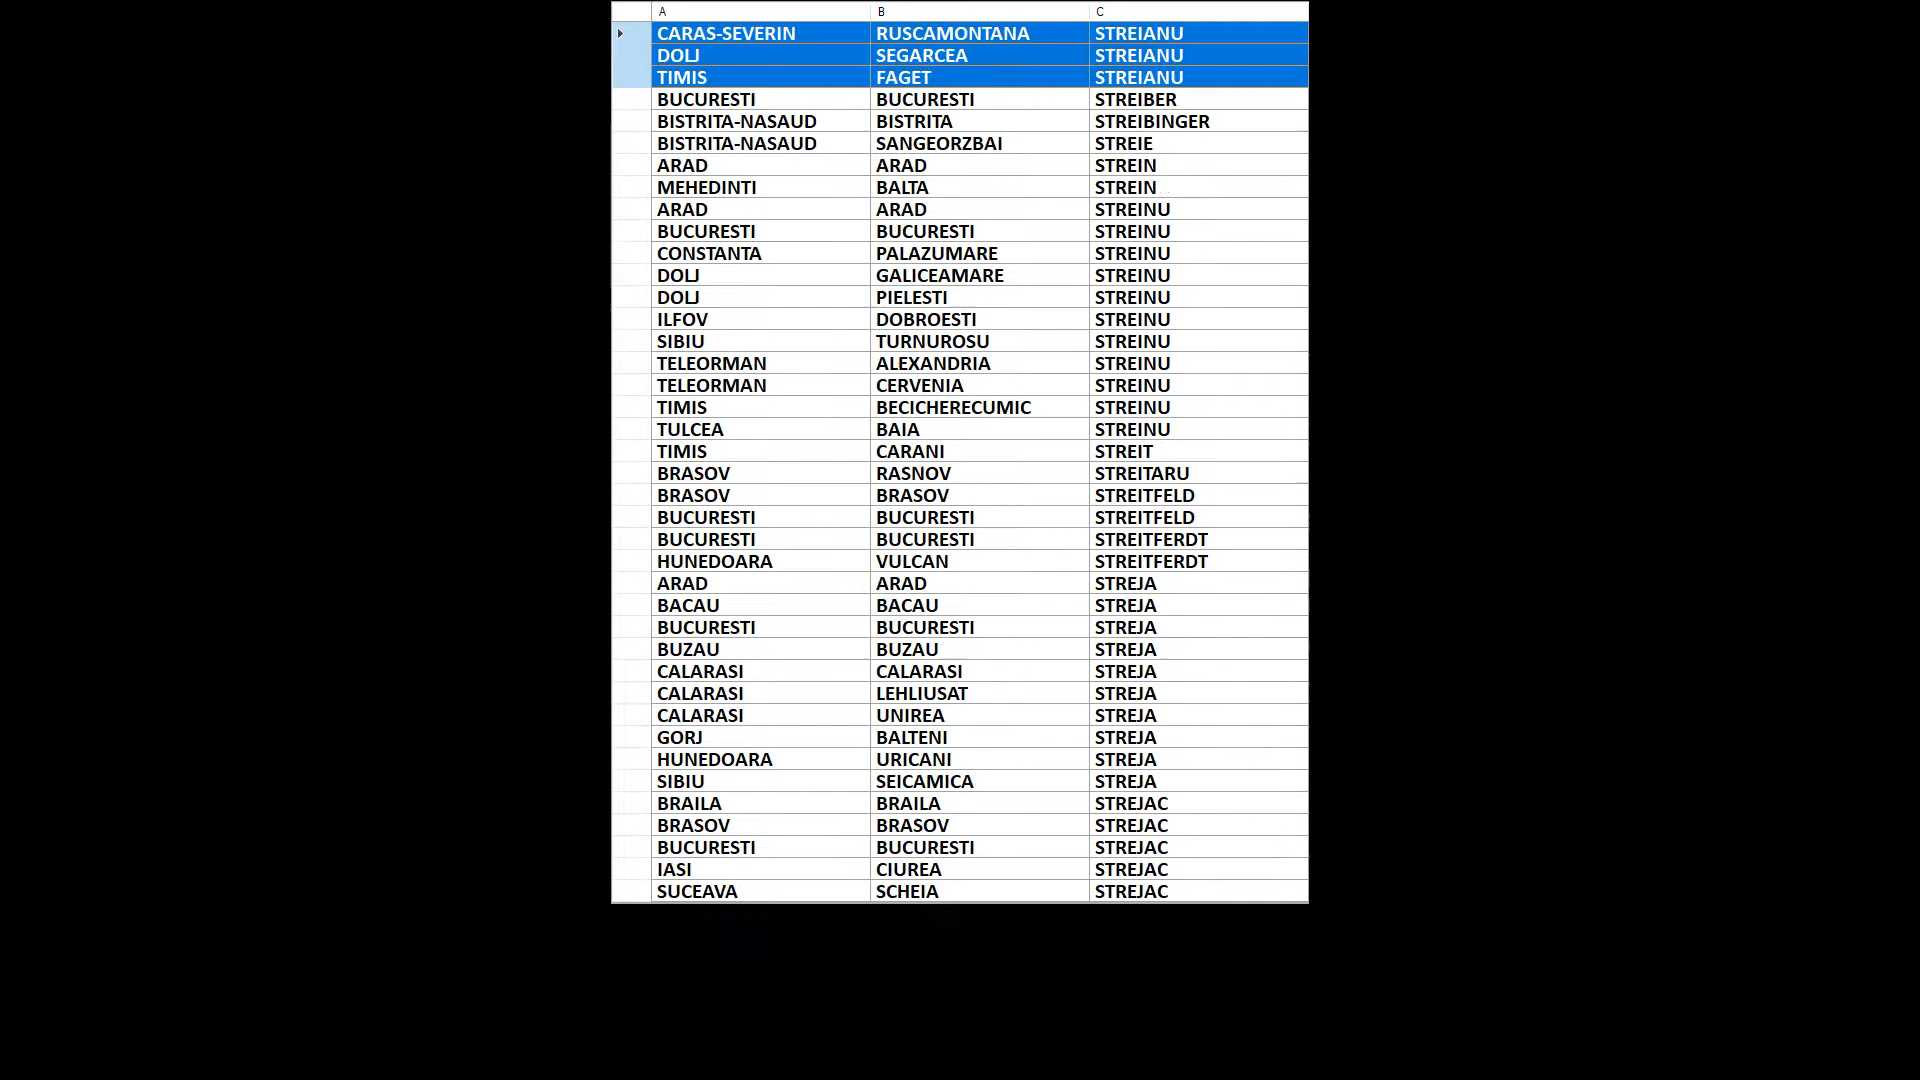 A B C
CARAS-SEVERIN RUSCAMONTANA STREIANU
DOLJ SEGARCEA STREIANU
TIMIS FAGET STREIANU
BUCURESTI BUCURESTI STREIBER
BISTRITA-NASAUD BISTRITA STREIBINGER
BISTRITA-NASAUD SANGEORZBAI STREIE
ARAD ARAD STREIN
MEHEDINTI BALTA STREIN
ARAD ARAD STREINU
BUCURESTI BUCURESTI STREINU
CONSTANTA PALAZUMARE STREINU
DOLJ GALICEAMARE STREINU
DOLJ PIELESTI STREINU
ILFOV DOBROESTI STREINU
SIBIU TURNUROSU STREINU
TELEORMAN ALEXANDRIA STREINU
TELEORMAN CERVENIA STREINU
TIMIS BECICHERECUMIC STREINU
TULCEA BAIA STREINU
TIMIS CARANI STREIT
BRASOV RASNOV STREITARU
BRASOV BRASOV STREITFELD
BUCURESTI BUCURESTI STREITFELD
BUCURESTI BUCURESTI STREITFERDT
HUNEDOARA VULCAN STREITFERDT
ARAD ARAD STREJA
BACAU BACAU STREJA
BUCURESTI BUCURESTI STREJA
BUZAU BUZAU STREJA
CALARASI CALARASI STREJA
CALARASI LEHLIUSAT STREJA
CALARASI UNIREA STREJA
GORJ BALTENI STREJA
HUNEDOARA URICANI STREJA
SIBIU SEICAMICA STREJA
BRAILA BRAILA STREJAC
BRASOV BRASOV STREJAC
BUCURESTI BUCURESTI STREJAC
IASI CIUREA STREJAC
SUCEAVA SCHEIA STREJAC